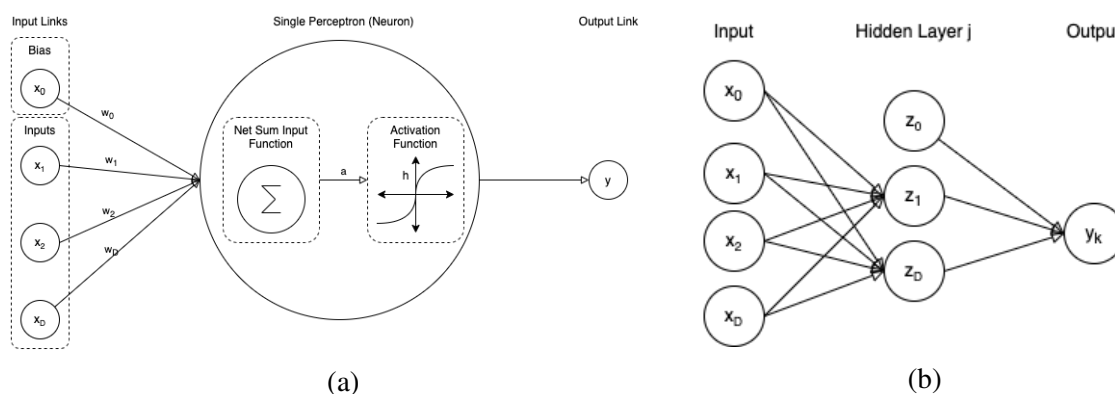 Input Links
Single Perceptron (Neuron)
Output Link
Bias
x0
w0
Inputs
x1
w1
x2
w2
xD
wD
Net Sum Input
Function
Σ
a
Activation
Function
h
y
(a)
Input
Hidden Layer j
Outpu
x0
x1
x2
xD
z0
z1
zD
yk
(b)